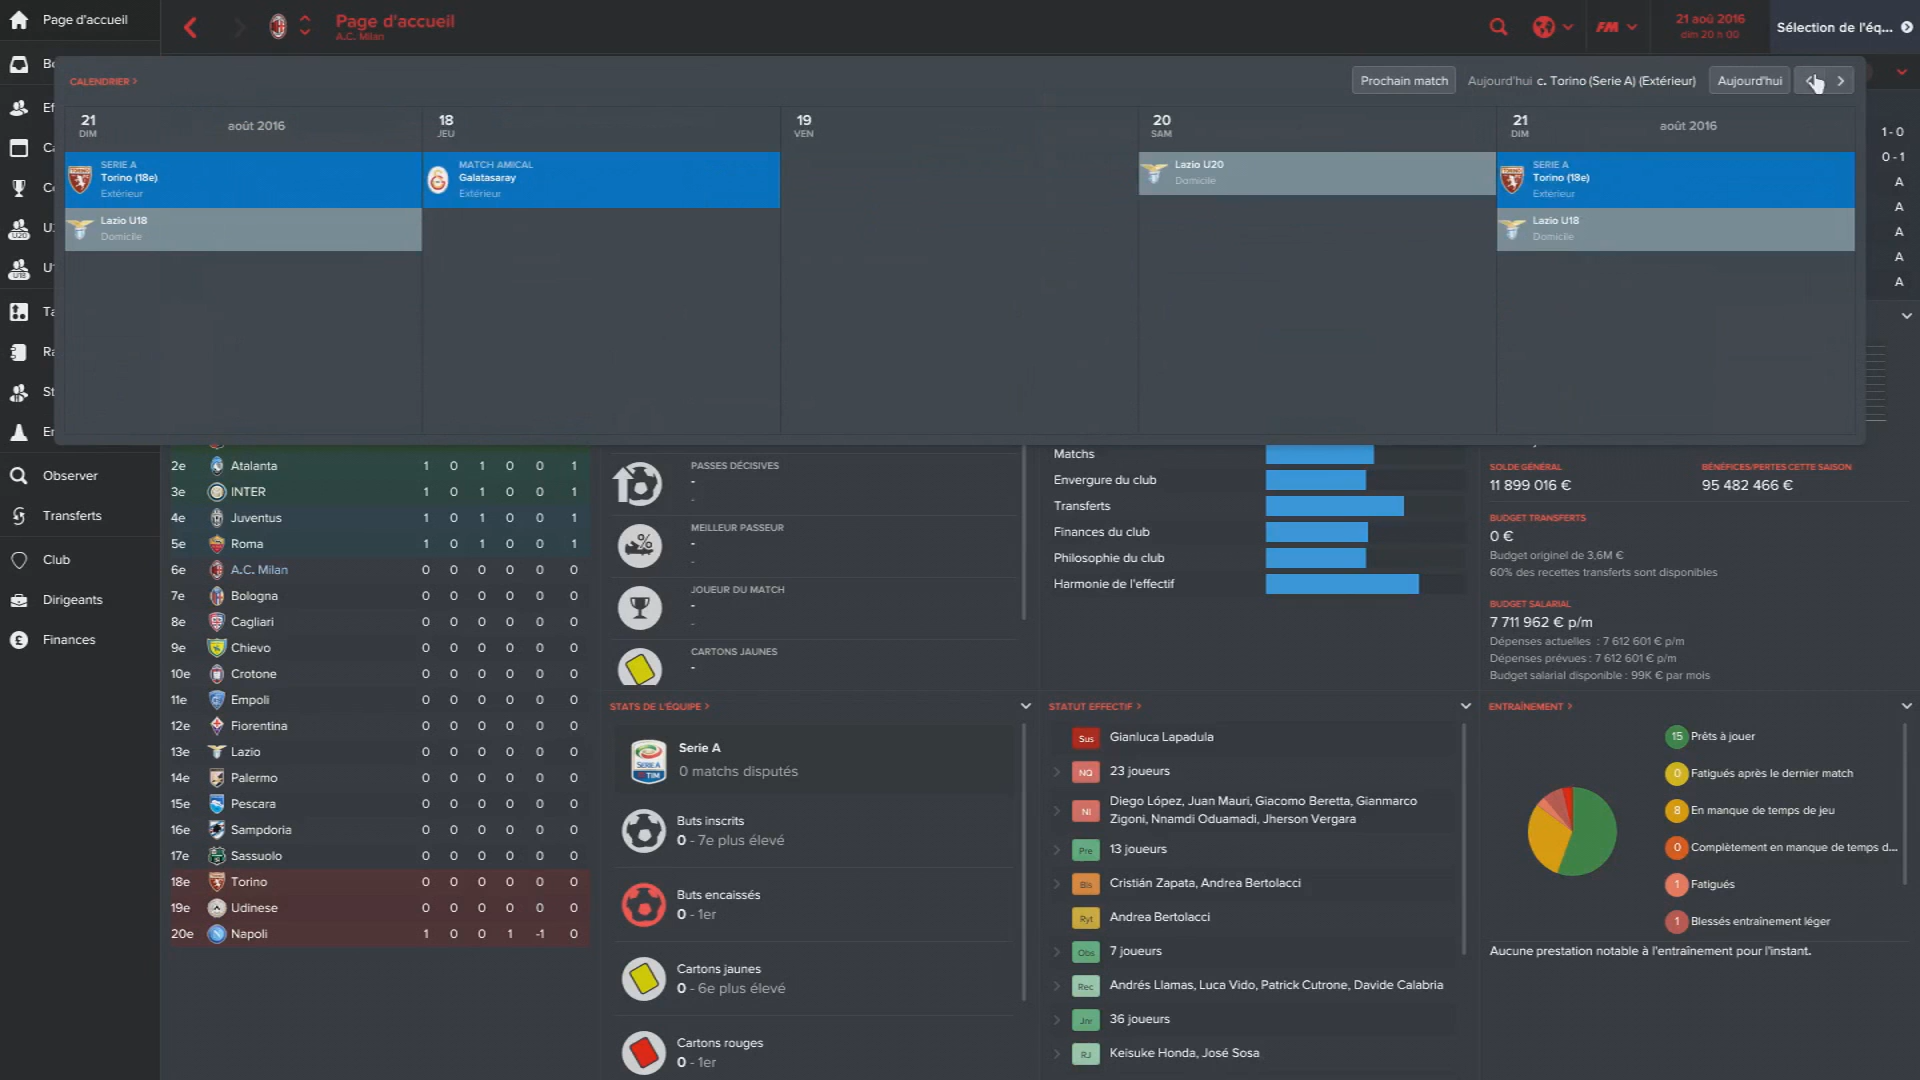 Page d'accueil
Page d'accueil
A.C. Milan
FM
21 aoû 2016
dim 20 h 00
Sélection de l'éq...
CALENDRIER >
Prochain match
Aujourd'hui c. Torino (Serie A) (Extérieur)
Aujourd'hui
21
DIM
août 2016
18
JEU
19
VEN
20
SAM
21
DIM
août 2016
SERIE A
Torino (18e)
Extérieur
Lazio U18
Domicile
MATCH AMICAL
Galatasaray
Extérieur
Lazio U20
Domicile
SERIE A
Torino (18e)
Extérieur
Lazio U18
Domicile
1 - 0
0 - 1
A
A
A
A
A
Observer
Transferts
Club
Dirigeants
Finances
2e Atalanta 1 0 1 0 0 1
3e INTER 1 0 1 0 0 1
4e Juventus 1 0 1 0 0 1
5e Roma 1 0 1 0 0 1
6e A.C. Milan 0 0 0 0 0 0
7e Bologna 0 0 0 0 0 0
8e Cagliari 0 0 0 0 0 0
9e Chievo 0 0 0 0 0 0
10e Crotone 0 0 0 0 0 0
11e Empoli 0 0 0 0 0 0
12e Fiorentina 0 0 0 0 0 0
13e Lazio 0 0 0 0 0 0
14e Palermo 0 0 0 0 0 0
15e Pescara 0 0 0 0 0 0
16e Sampdoria 0 0 0 0 0 0
17e Sassuolo 0 0 0 0 0 0
18e Torino 0 0 0 0 0 0
19e Udinese 0 0 0 0 0 0
20e Napoli 1 0 0 1 -1 0
PASSES DÉCISIVES
-
-
MEILLEUR PASSEUR
-
-
JOUEUR DU MATCH
-
-
CARTONS JAUNES
-
STATS DE L'ÉQUIPE >
Serie A
0 matchs disputés
Buts inscrits
0 - 7e plus élevé
Buts encaissés
0 - 1er
Cartons jaunes
0 - 6e plus élevé
Cartons rouges
0 - 1er
Matchs
Envergure du club
Transferts
Finances du club
Philosophie du club
Harmonie de l'effectif
STATUT EFFECTIF >
Sus Gianluca Lapadula
NQ 23 joueurs
NI Diego López, Juan Mauri, Giacomo Beretta, Gianmarco
Zigoni, Nnamdi Oduamadi, Jherson Vergara
Pre 13 joueurs
Bls Cristián Zapata, Andrea Bertolacci
Ryt Andrea Bertolacci
Obs 7 joueurs
Rec Andrés Llamas, Luca Vido, Patrick Cutrone, Davide Calabria
Jnr 36 joueurs
RJ Keisuke Honda, José Sosa
SOLDE GÉNÉRAL
11 899 016 €
BÉNÉFICES/PERTES CETTE SAISON
95 482 466 €
BUDGET TRANSFERTS
0 €
Budget originel de 3,6M €
60% des recettes transferts sont disponibles
BUDGET SALARIAL
7 711 962 € p/m
Dépenses actuelles : 7 612 601 € p/m
Dépenses prévues : 7 612 601 € p/m
Budget salarial disponible : 99K € par mois
ENTRAÎNEMENT >
15 Prêts à jouer
0 Fatigués après le dernier match
8 En manque de temps de jeu
0 Complètement en manque de temps d...
1 Fatigués
1 Blessés entraînement léger
Aucune prestation notable à l'entraînement pour l'instant.